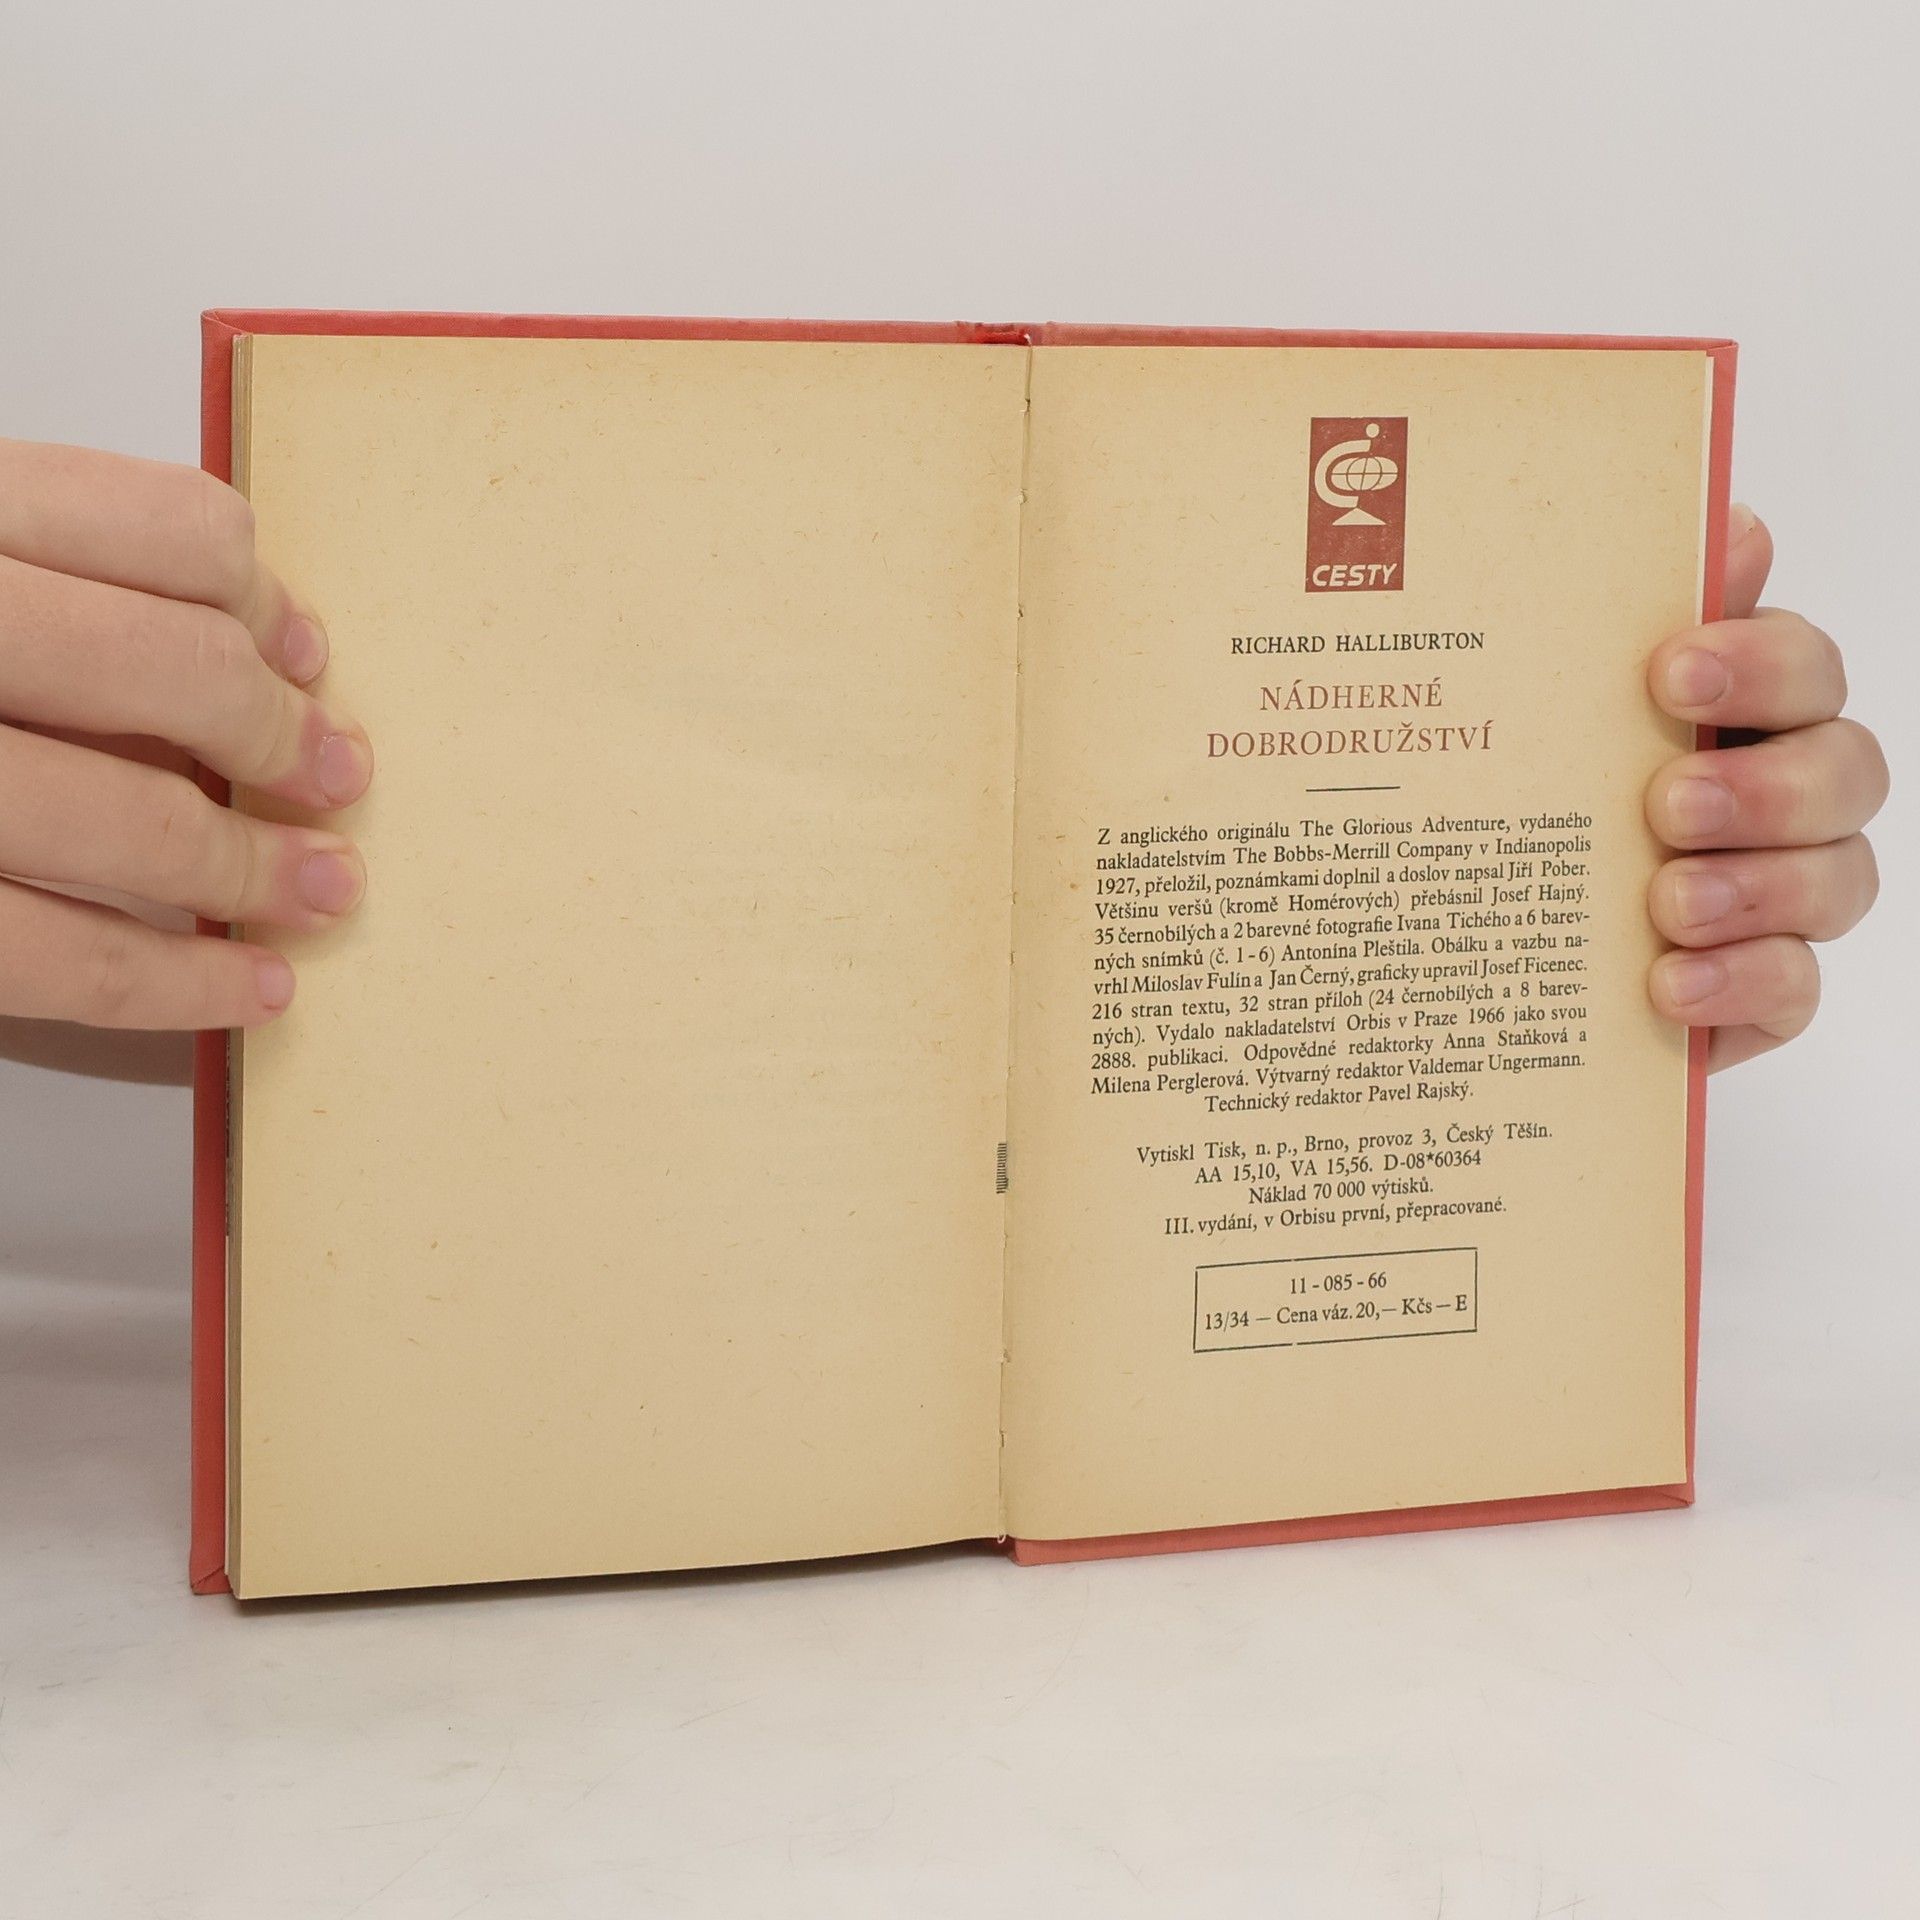 CESTY
RICHARD HALLIBURTON
NÁDHERNÉ
DOBRODRUŽSTVÍ
Z anglického originálu The Glorious Adventure, vydaného
nakladatelstvím The Bobbs-Merrill Company v Indianopolis
1927, přeložil, poznámkami doplnil a doslov napsal Jiří Pober.
Většinu veršů (kromě Homérových) přebásnil Josef Hajný.
35 černobílých a 2 barevné fotografie Ivana Tichého a 6 barev-
ných snímků (č. 1-6) Antonína Pleštila. Obálku a vazbu na-
vrhl Miloslav Fulín a Jan Černý, graficky upravil Josef Ficenec.
216 stran textu, 32 stran příloh (24 černobílých a 8 barev-
ných). Vydalo nakladatelství Orbis v Praze 1966 jako svou
2888. publikaci. Odpovědné redaktorky Anna Staňková a
Milena Perglerová. Výtvarný redaktor Valdemar Ungermann.
Technický redaktor Pavel Rajský.
Vytiskl Tisk, n. p., Brno, provoz 3, Český Těšín.
AA 15,10, VA 15,56. D-08*60364
Náklad 70 000 výtisků.
III. vydání, v Orbisu první, přepracované.
11 - 085 - 66
13/34 — Cena váz. 20,— Kčs — E